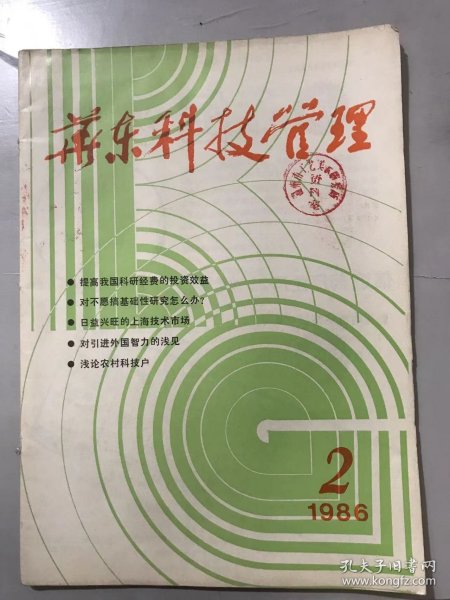 華东科技管理
● 提高我国科研经费的投资效益
● 对不愿搞基础性研究怎么办？
● 日益兴旺的上海技术市场
● 对引进外国智力的浅见
● 浅论农村科技户
2
1986
孔夫子旧书网
www.kongfz.com